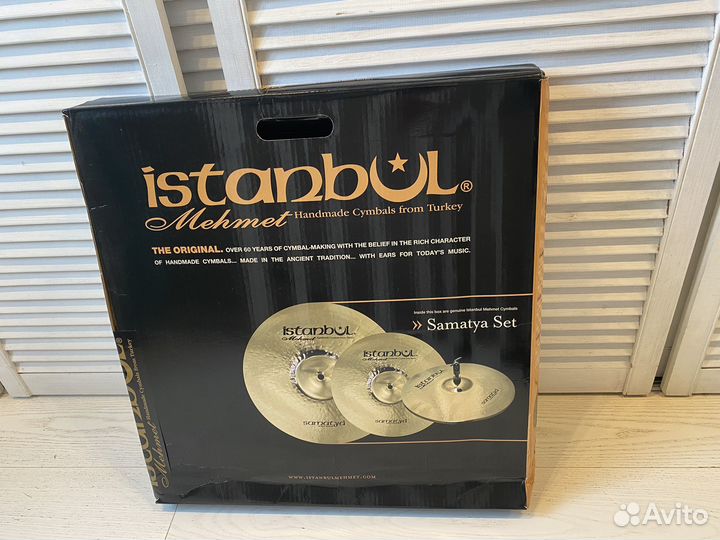 istanbul®
Mehmet Handmade Cymbals from Turkey
THE ORIGINAL. OVER 60 YEARS OF CYMBAL-MAKING WITH THE BELIEF IN THE RICH CHARACTER
OF HANDMADE CYMBALS... MADE IN THE ANCIENT TRADITION... WITH EARS FOR TODAY'S MUSIC.
Inside this box are genuine Istanbul Mehmet Cymbals
» Samatya Set
istanbul
Mehmet
samatya
istanbul
Mehmet
samatya
istanbul
samatya
WWW.ISTANBULMEHMET.COM
istanbul®
Mehmet Handmade Cymbals from Turkey
Avito